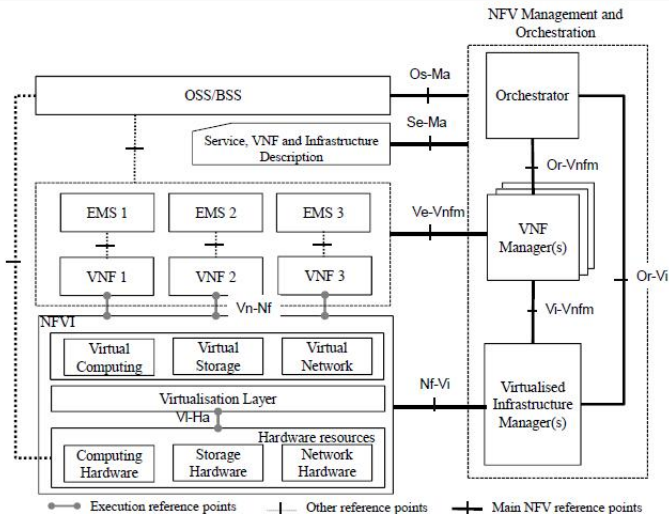 NFV Management and
Orchestration
Os-Ma
OSS/BSS
Orchestrator
Se-Ma
Service, VNF and Infrastructure
Description
Or-Vnfm
EMS 1
EMS 2
EMS 3
Ve-Vnfm
VNF
Manager(s)
VNF 1
VNF 2
VNF 3
Or-Vi
Vn-Nf
NFVI
Vi-Vnfm
Virtual
Computing
Virtual
Storage
Virtual
Network
Virtualisation Layer
Nf-Vi
Virtualised
Infrastructure
Manager(s)
Vl-Ha
Hardware resources
Computing
Hardware
Storage
Hardware
Network
Hardware
Execution reference points
Other reference points
Main NFV reference points